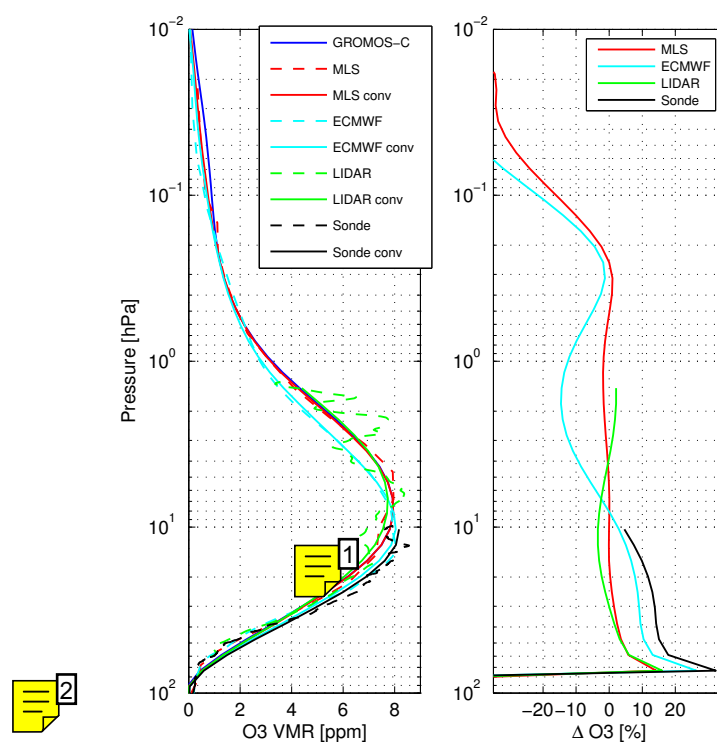 GROMOS−C
MLS
MLS conv
ECMWF
ECMWF conv
LIDAR
LIDAR conv
Sonde
Sonde conv
10−2
10−1
100
101
102
Pressure [hPa]
0 2 4 6 8
O3 VMR [ppm]
MLS
ECMWF
LIDAR
Sonde
10−2
10−1
100
101
102
−20 −10 0 10 20
Δ O3 [%]
1
2